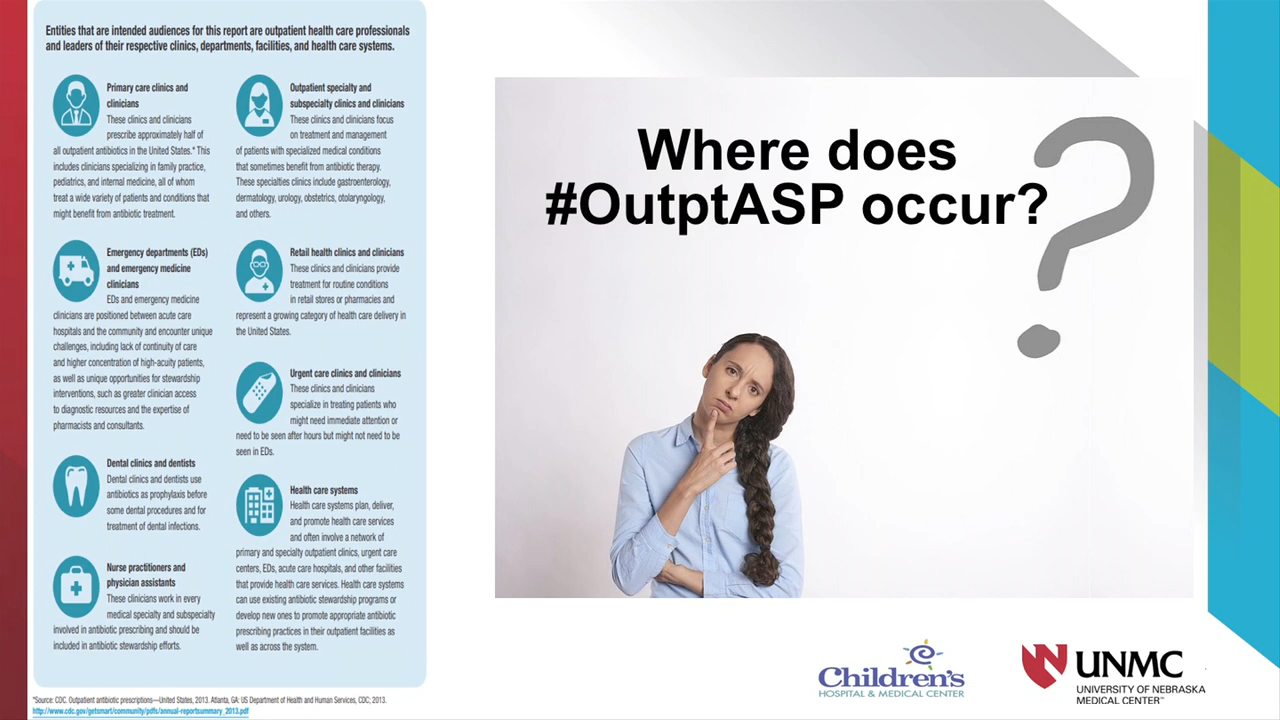 Entities that are intended audiences for this report are outpatient health care professionals
and leaders of their respective clinics, departments, facilities, and health care systems.
Primary care clinics and
clinicians
These clinics and clinicians
prescribe approximately half of
all outpatient antibiotics in the United States.* This
includes clinicians specializing in family practice,
pediatrics, and internal medicine, all of whom
treat a wide variety of patients and conditions that
might benefit from antibiotic treatment.
Emergency departments (EDs)
and emergency medicine
clinicians
EDs and emergency medicine
clinicians are positioned between acute care
hospitals and the community and encounter unique
challenges, including lack of continuity of care
and higher concentration of high-acuity patients,
as well as unique opportunities for stewardship
interventions, such as greater clinician access
to diagnostic resources and the expertise of
pharmacists and consultants.
Dental clinics and dentists
Dental clinics and dentists use
antibiotics as prophylaxis before
some dental procedures and for
treatment of dental infections.
Nurse practitioners and
physician assistants
These clinicians work in every
medical specialty and subspecialty
involved in antibiotic prescribing and should be
included in antibiotic stewardship efforts.
Outpatient specialty and
subspecialty clinics and clinicians
These clinics and clinicians focus
on treatment and management
of patients with specialized medical conditions
that sometimes benefit from antibiotic therapy.
These specialties clinics include gastroenterology,
dermatology, urology, obstetrics, otolaryngology,
and others.
Retail health clinics and clinicians
These clinics and clinicians provide
treatment for routine conditions
in retail stores or pharmacies and
represent a growing category of health care delivery in
the United States.
Urgent care clinics and clinicians
These clinics and clinicians
specialize in treating patients who
might need immediate attention or
need to be seen after hours but might not need to be
seen in EDs.
Health care systems
Health care systems plan, deliver,
and promote health care services
and often involve a network of
primary and specialty outpatient clinics, urgent care
centers, EDs, acute care hospitals, and other facilities
that provide health care services. Health care systems
can use existing antibiotic stewardship programs or
develop new ones to promote appropriate antibiotic
prescribing practices in their outpatient facilities as
well as across the system.
*Source: CDC. Outpatient antibiotic prescriptions—United States, 2013. Atlanta, GA: US Department of Health and Human Services, CDC; 2013.
http://www.cdc.gov/getsmart/community/pdfs/annual-reportsummary_2013.pdf
Where does
#OutptASP occur?
?
Children's
HOSPITAL & MEDICAL CENTER
UNMC
UNIVERSITY OF NEBRASKA
MEDICAL CENTER™